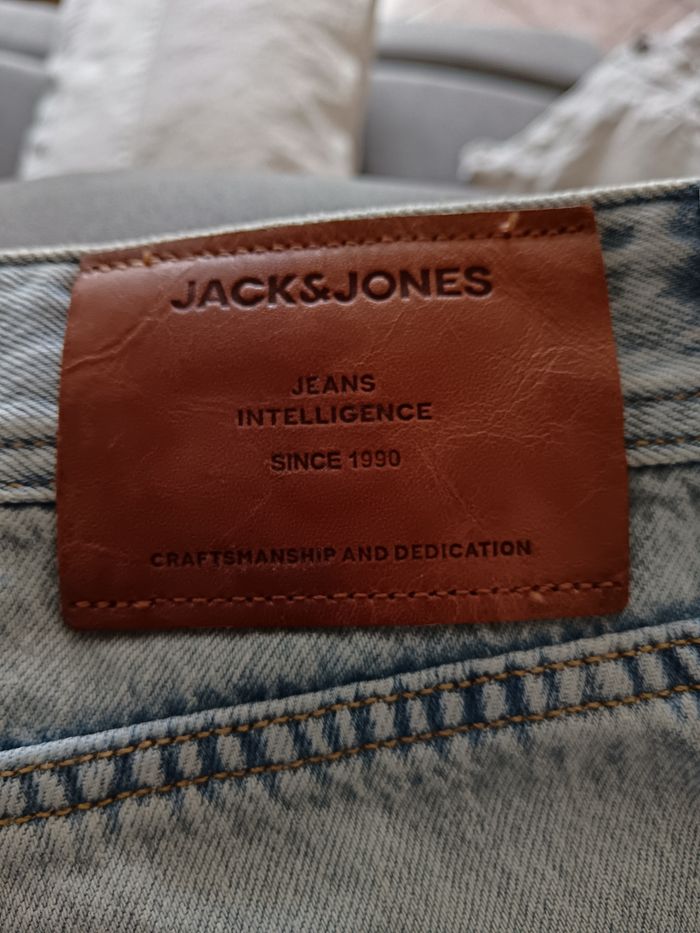 JACK&JONES
JEANS
INTELLIGENCE
SINCE 1990
CRAFTSMANSHIP AND DEDICATION